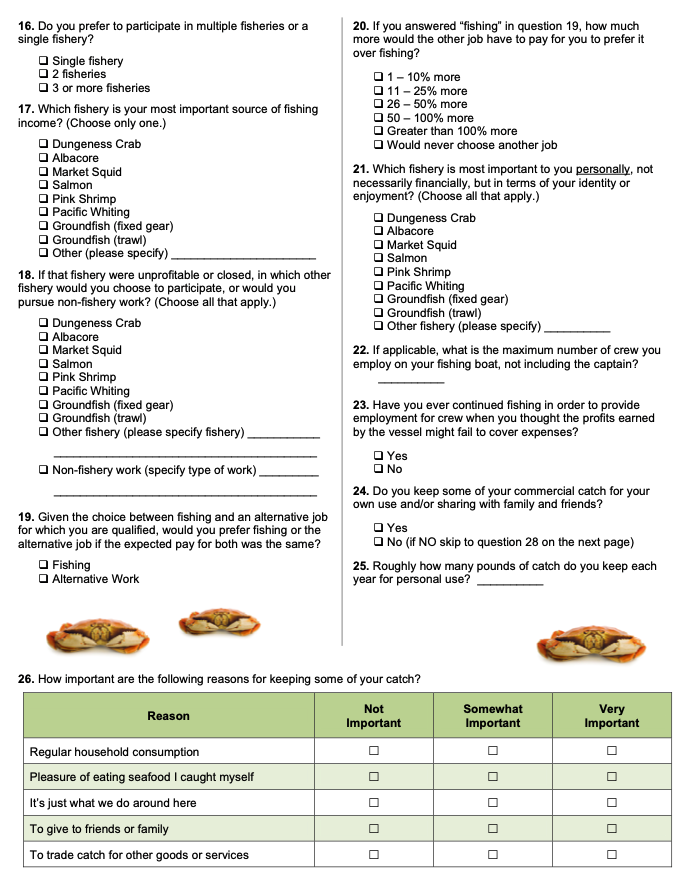 16. Do you prefer to participate in multiple fisheries or a
single fishery?
❑ Single fishery
❑ 2 fisheries
❑ 3 or more fisheries
17. Which fishery is your most important source of fishing
income? (Choose only one.)
❑ Dungeness Crab
❑ Albacore
❑ Market Squid
❑ Salmon
❑ Pink Shrimp
❑ Pacific Whiting
❑ Groundfish (fixed gear)
❑ Groundfish (trawl)
❑ Other (please specify) ______________________
18. If that fishery were unprofitable or closed, in which other
fishery would you choose to participate, or would you
pursue non-fishery work? (Choose all that apply.)
❑ Dungeness Crab
❑ Albacore
❑ Market Squid
❑ Salmon
❑ Pink Shrimp
❑ Pacific Whiting
❑ Groundfish (fixed gear)
❑ Groundfish (trawl)
❑ Other fishery (please specify fishery) ___________
________________________________________
❑ Non-fishery work (specify type of work) _________
________________________________________
19. Given the choice between fishing and an alternative job
for which you are qualified, would you prefer fishing or the
alternative job if the expected pay for both was the same?
❑ Fishing
❑ Alternative Work
20. If you answered “fishing” in question 19, how much
more would the other job have to pay for you to prefer it
over fishing?
❑ 1 – 10% more
❑ 11 – 25% more
❑ 26 – 50% more
❑ 50 – 100% more
❑ Greater than 100% more
❑ Would never choose another job
21. Which fishery is most important to you personally, not
necessarily financially, but in terms of your identity or
enjoyment? (Choose all that apply.)
❑ Dungeness Crab
❑ Albacore
❑ Market Squid
❑ Salmon
❑ Pink Shrimp
❑ Pacific Whiting
❑ Groundfish (fixed gear)
❑ Groundfish (trawl)
❑ Other fishery (please specify) __________
22. If applicable, what is the maximum number of crew you
employ on your fishing boat, not including the captain?
__________
23. Have you ever continued fishing in order to provide
employment for crew when you thought the profits earned
by the vessel might fail to cover expenses?
❑ Yes
❑ No
24. Do you keep some of your commercial catch for your
own use and/or sharing with family and friends?
❑ Yes
❑ No (if NO skip to question 28 on the next page)
25. Roughly how many pounds of catch do you keep each
year for personal use? __________
26. How important are the following reasons for keeping some of your catch?
Reason Not Important Somewhat Important Very Important
Regular household consumption ☐ ☐ ☐
Pleasure of eating seafood I caught myself ☐ ☐ ☐
It’s just what we do around here ☐ ☐ ☐
To give to friends or family ☐ ☐ ☐
To trade catch for other goods or services ☐ ☐ ☐